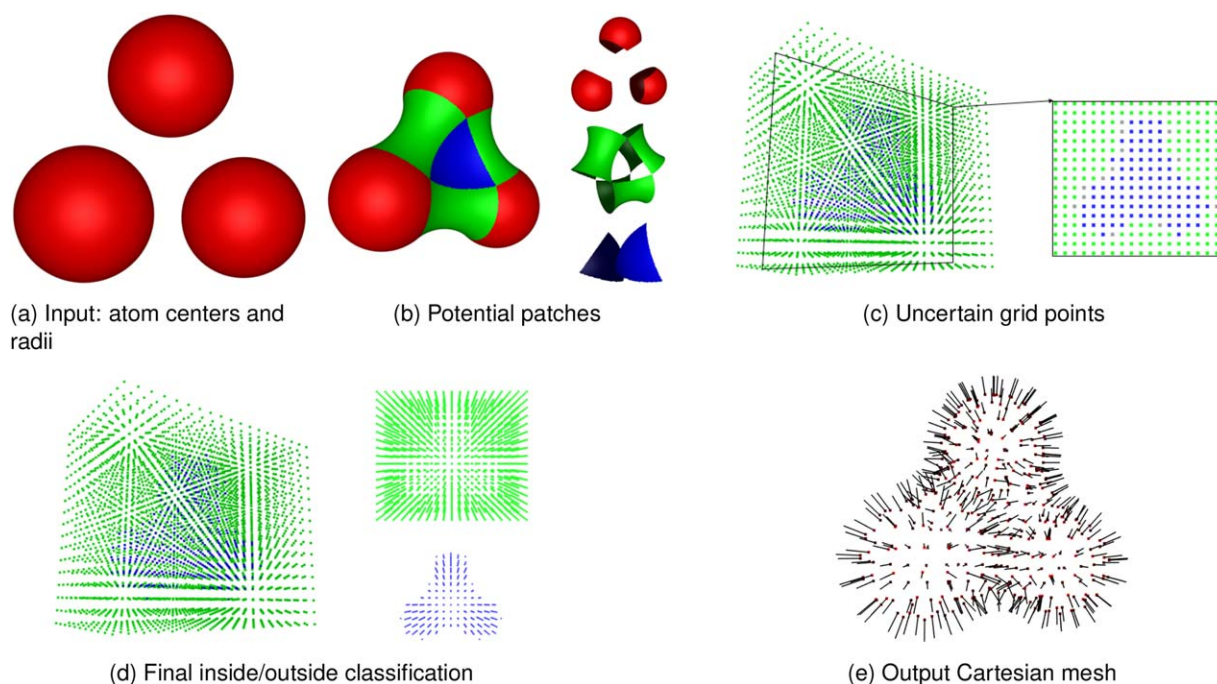 (a) Input: atom centers and
radii
(b) Potential patches
(c) Uncertain grid points
(d) Final inside/outside classification
(e) Output Cartesian mesh